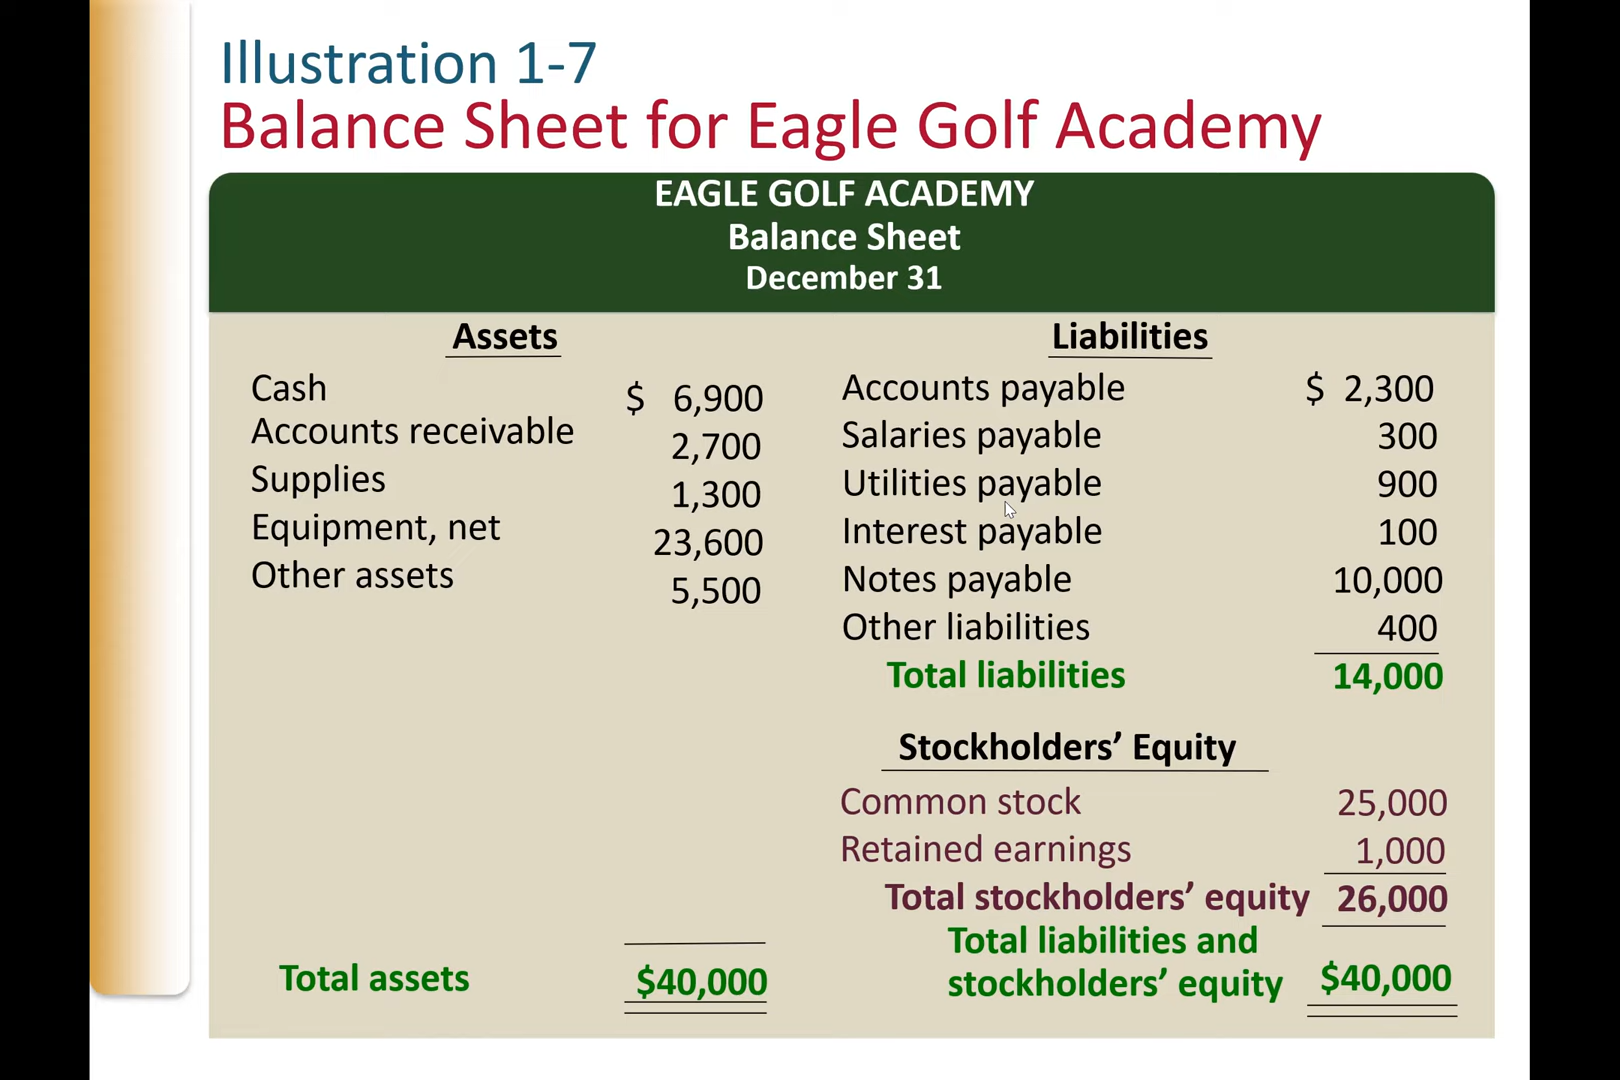 Illustration 1-7
Balance Sheet for Eagle Golf Academy
EAGLE GOLF ACADEMY
Balance Sheet
December 31
Assets
Cash $ 6,900
Accounts receivable 2,700
Supplies 1,300
Equipment, net 23,600
Other assets 5,500
Total assets $40,000
Liabilities
Accounts payable $ 2,300
Salaries payable 300
Utilities payable 900
Interest payable 100
Notes payable 10,000
Other liabilities 400
Total liabilities 14,000
Stockholders’ Equity
Common stock 25,000
Retained earnings 1,000
Total stockholders’ equity 26,000
Total liabilities and
stockholders’ equity $40,000